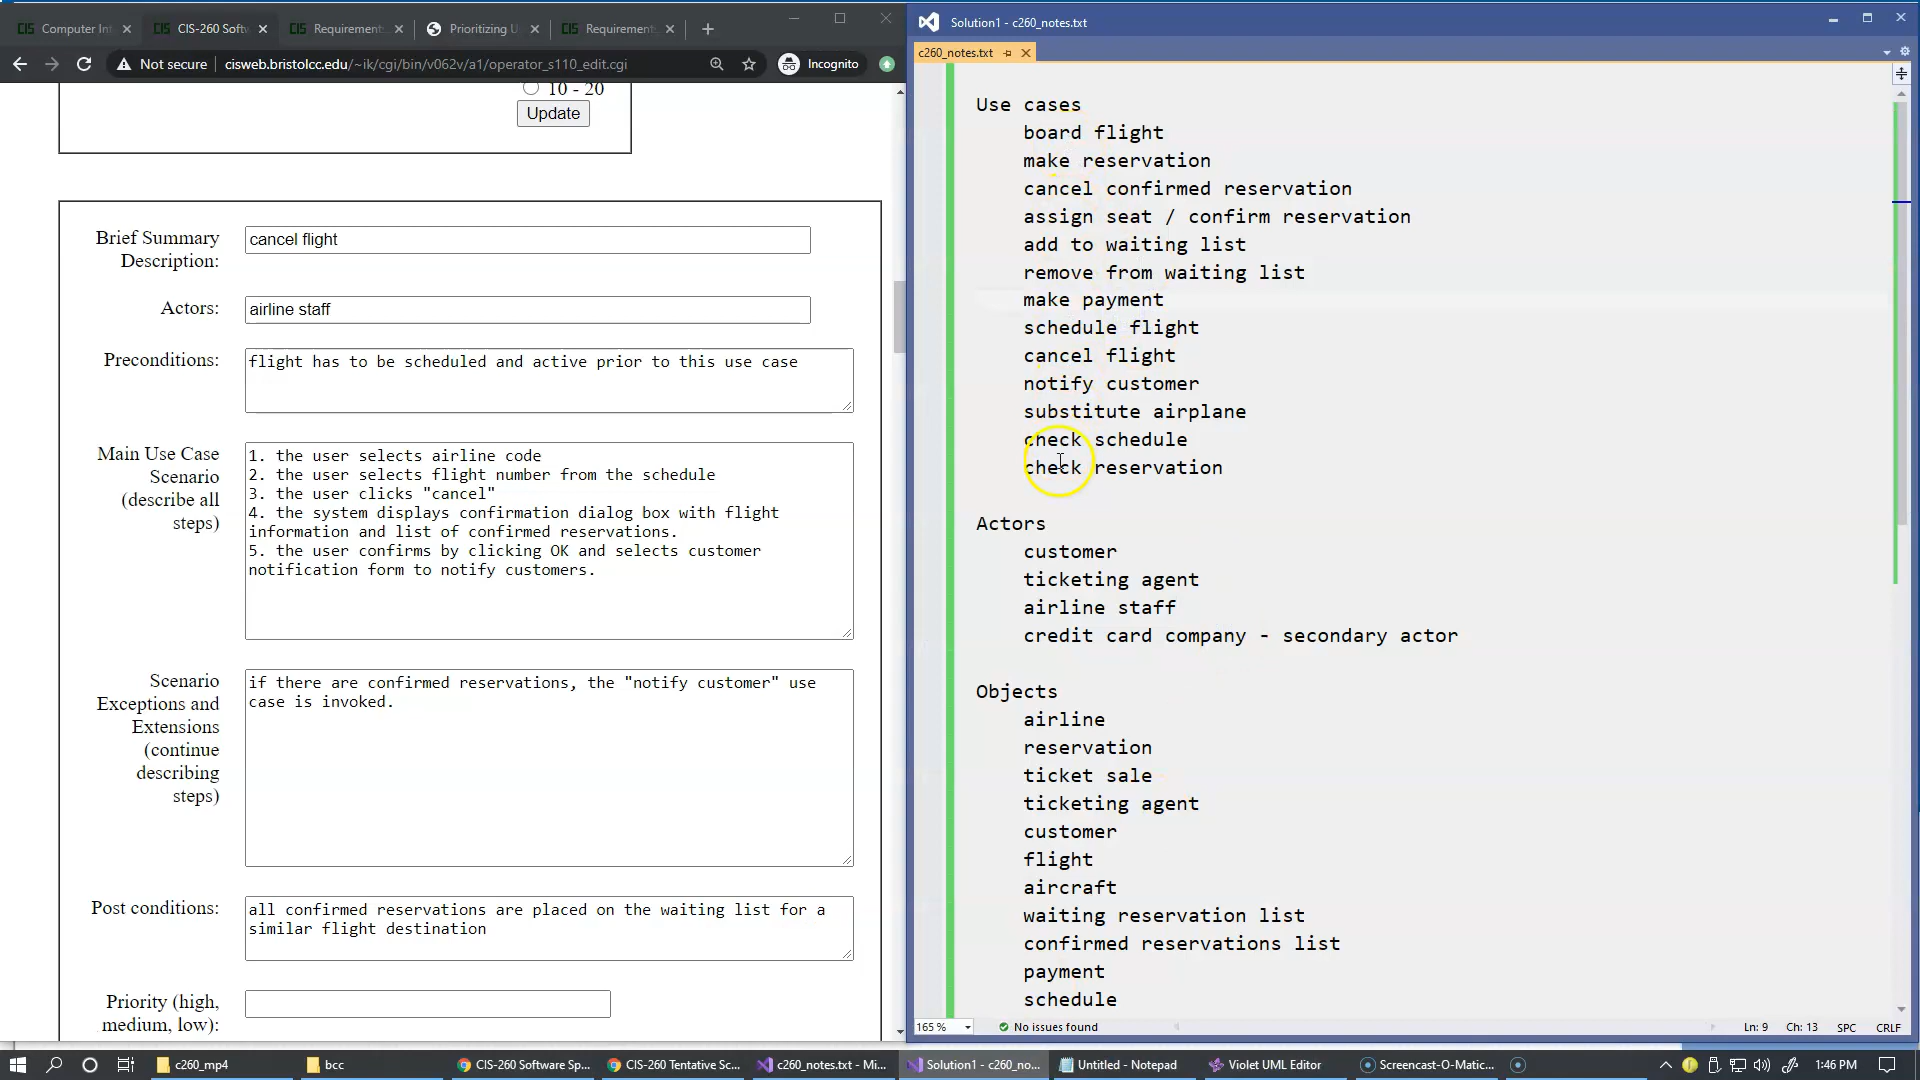 Computer In
CIS-260 Softw
Requirements
Prioritizing U
Requirement
Solution1 - c260_notes.txt
Not secure
cisweb.bristolcc.edu/~ik/cgi/bin/v062v/a1/operator_s110_edit.cgi
Incognito
c260_notes.txt
10 - 20
Update
Brief Summary
Description:
cancel flight
Actors:
airline staff
Preconditions:
flight has to be scheduled and active prior to this use case
Main Use Case
Scenario
(describe all
steps)
1. the user selects airline code
2. the user selects flight number from the schedule
3. the user clicks "cancel"
4. the system displays confirmation dialog box with flight
information and list of confirmed reservations.
5. the user confirms by clicking OK and selects customer
notification form to notify customers.
Scenario
Exceptions and
Extensions
(continue
describing
steps)
if there are confirmed reservations, the "notify customer" use
case is invoked.
Post conditions:
all confirmed reservations are placed on the waiting list for a
similar flight destination
Priority (high,
medium, low):
Use cases
board flight
make reservation
cancel confirmed reservation
assign seat / confirm reservation
add to waiting list
remove from waiting list
make payment
schedule flight
cancel flight
notify customer
substitute airplane
check schedule
check reservation
Actors
customer
ticketing agent
airline staff
credit card company - secondary actor
Objects
airline
reservation
ticket sale
ticketing agent
customer
flight
aircraft
waiting reservation list
confirmed reservations list
payment
schedule
165 %
No issues found
Ln: 9
Ch: 13
SPC
CRLF
c260_mp4
bcc
CIS-260 Software Sp...
CIS-260 Tentative Sc...
c260_notes.txt - Mi...
Solution1 - c260_no...
Untitled - Notepad
Violet UML Editor
Screencast-O-Matic...
1:46 PM